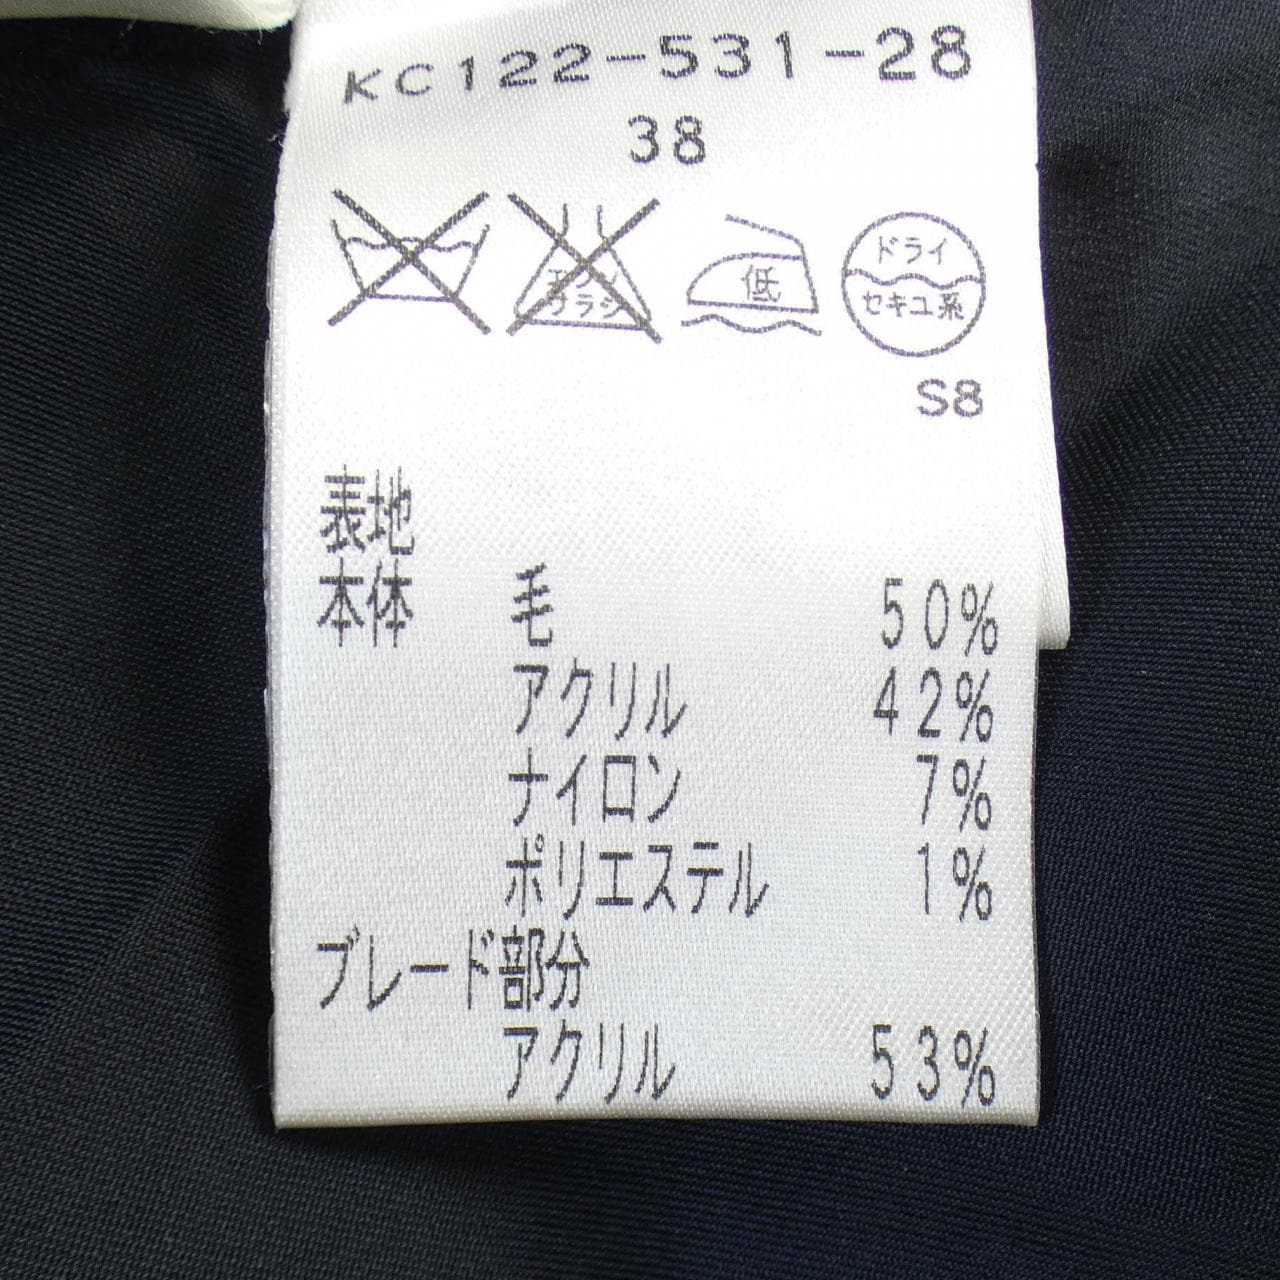 KC122-531-28
38
エンソ
サラシ
低
ドライ
セキユ系
S8
表地
本体 毛 50%
アクリル 42%
ナイロン 7%
ポリエステル 1%
ブレード部分
アクリル 53%